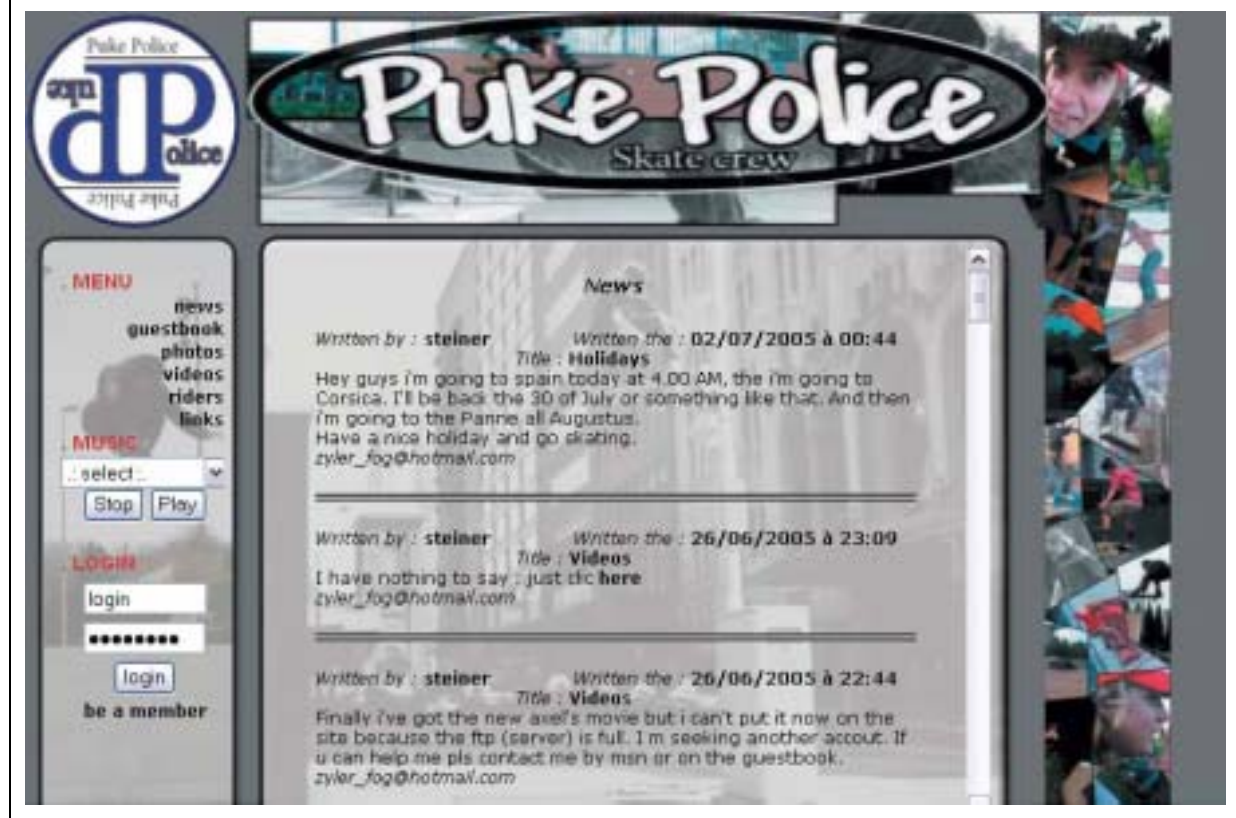 Puke Police
Puke
Police
Puke Police
Puke Police
Skate crew
. MENU
news
guestbook
photos
videos
riders
links
. MUSIC
.: select :.
Stop Play
. LOGIN
login
••••••••
login
be a member
News
Written by : steiner Written the : 02/07/2005 à 00:44
Title : Holidays
Hey guys i'm going to spain today at 4.00 AM, the i'm going to
Corsica. I'll be back the 30 of July or something like that. And then
i'm going to the Panne all Augustus.
Have a nice holiday and go skating.
zyler_fog@hotmail.com
Written by : steiner Written the : 26/06/2005 à 23:09
Title : Videos
I have nothing to say : just clic here
zyler_fog@hotmail.com
Written by : steiner Written the : 26/06/2005 à 22:44
Title : Videos
Finally i've got the new axel's movie but i can't put it now on the
site because the ftp (server) is full. I m seeking another accout. If
u can help me pls contact me by msn or on the guestbook.
zyler_fog@hotmail.com